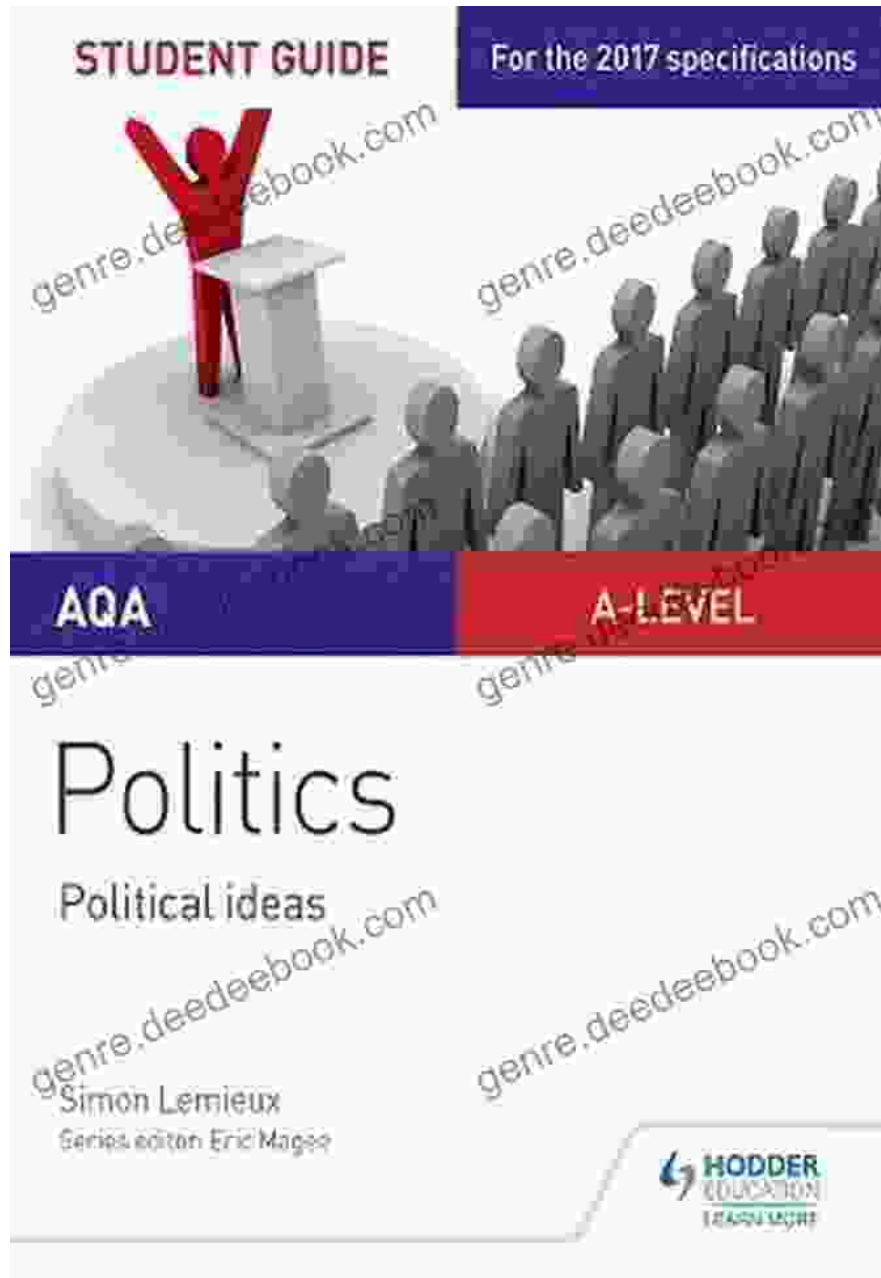 STUDENT GUIDE
For the 2017 specifications
genre.deedeebook.com
genre.deedeebook.com
AQA
A-LEVEL
Politics
Political ideas
genre.deedeebook.com
genre.deedeebook.com
Simon Lemieux
Series editor: Eric Magee
HODDER
EDUCATION
LEARN MORE